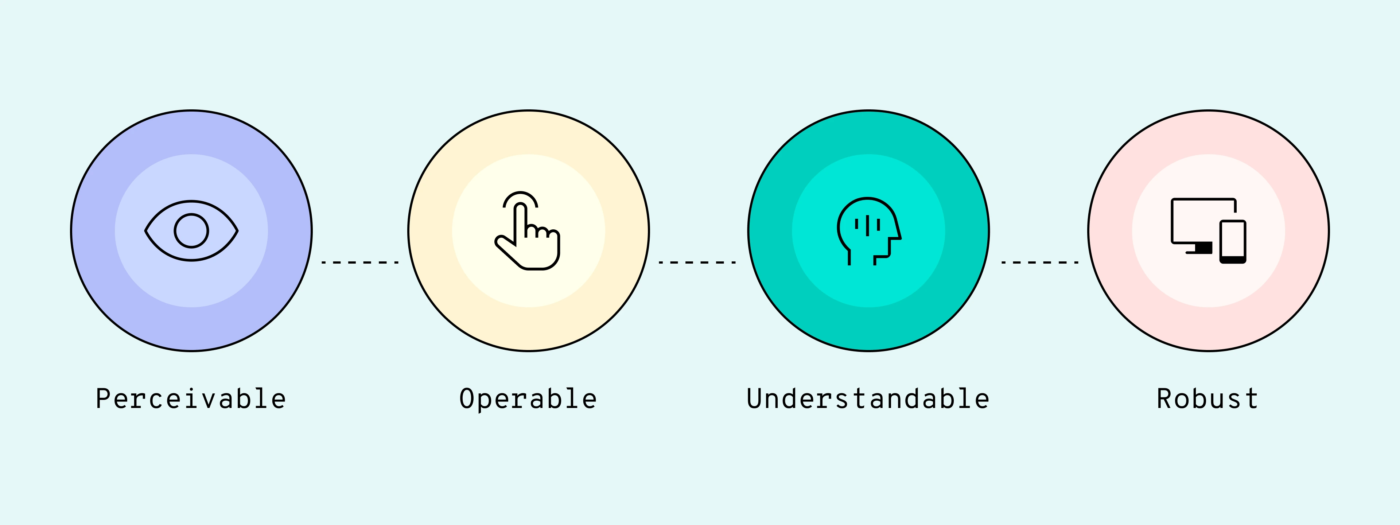 Perceivable
Operable
Understandable
Robust